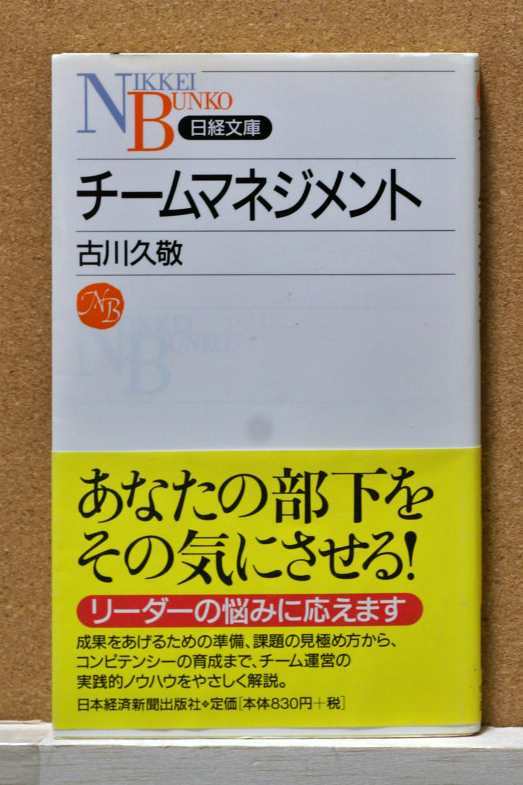 NIKKEI
BUNKO
日経文庫
チームマネジメント
古川久敬
NB
あなたの部下を
その気にさせる!
リーダーの悩みに応えます
成果をあげるための準備、課題の見極め方から、
コンピテンシーの育成まで、チーム運営の
実践的ノウハウをやさしく解説。
日本経済新聞出版社❖定価[本体830円+税]